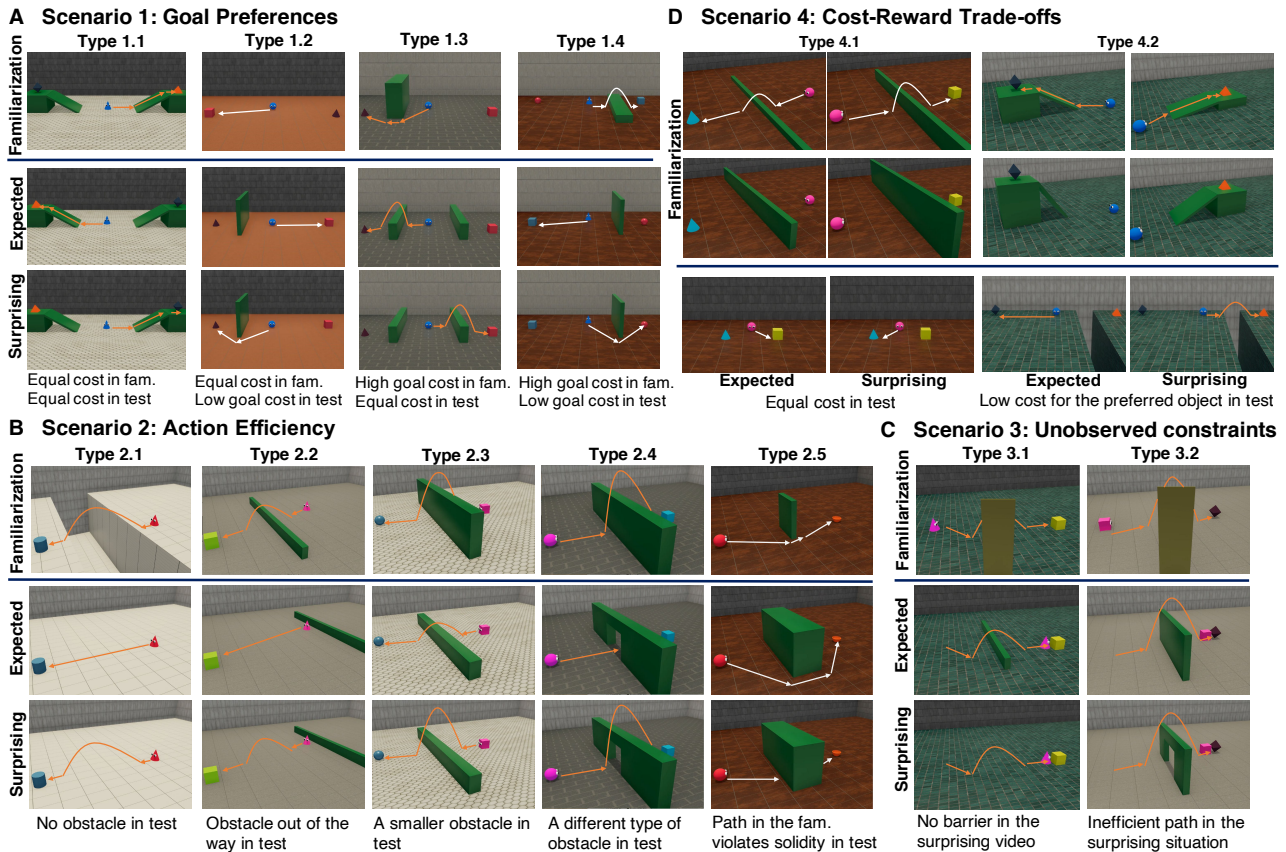 A Scenario 1: Goal Preferences
Type 1.1
Type 1.2
Type 1.3
Type 1.4
Familiarization
Expected
Surprising
Equal cost in fam.
Equal cost in test
Equal cost in fam.
Low goal cost in test
High goal cost in fam.
Equal cost in test
High goal cost in fam.
Low goal cost in test
D Scenario 4: Cost-Reward Trade-offs
Type 4.1
Type 4.2
Familiarization
Expected
Surprising
Equal cost in test
Expected
Surprising
Low cost for the preferred object in test
B Scenario 2: Action Efficiency
Type 2.1
Type 2.2
Type 2.3
Type 2.4
Type 2.5
Familiarization
Expected
Surprising
No obstacle in test
Obstacle out of the
way in test
A smaller obstacle in
test
A different type of
obstacle in test
Path in the fam.
violates solidity in test
C Scenario 3: Unobserved constraints
Type 3.1
Type 3.2
Familiarization
Expected
Surprising
No barrier in the
surprising video
Inefficient path in the
surprising situation